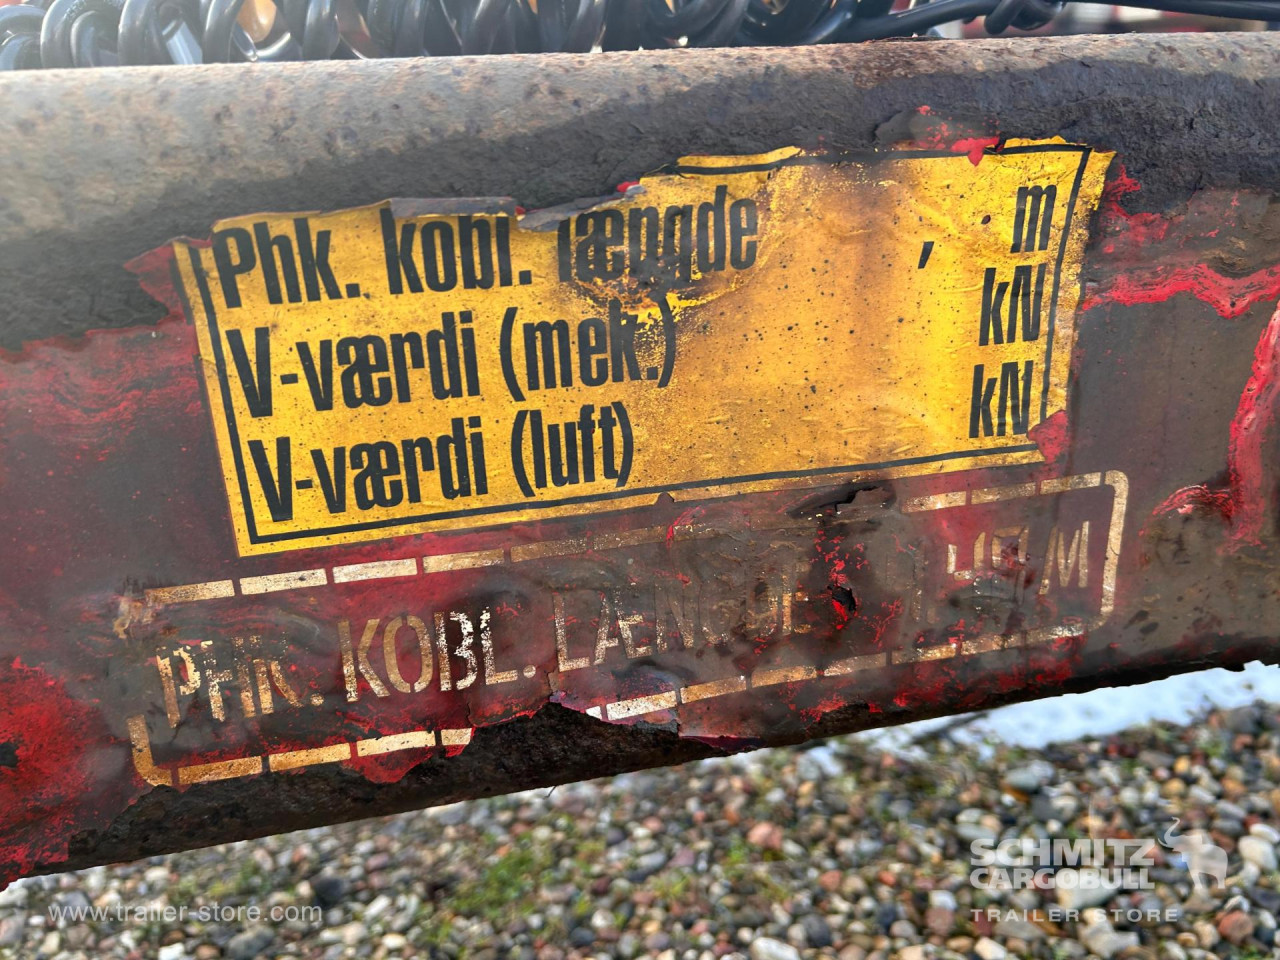 Phk. kobl. længde , m
V-værdi (mek.) kN
V-værdi (luft) kN
PHK. KOBL. LÆNGDE M
SCHMITZ
CARGOBULL
TRAILER STORE
www.trailer-store.com